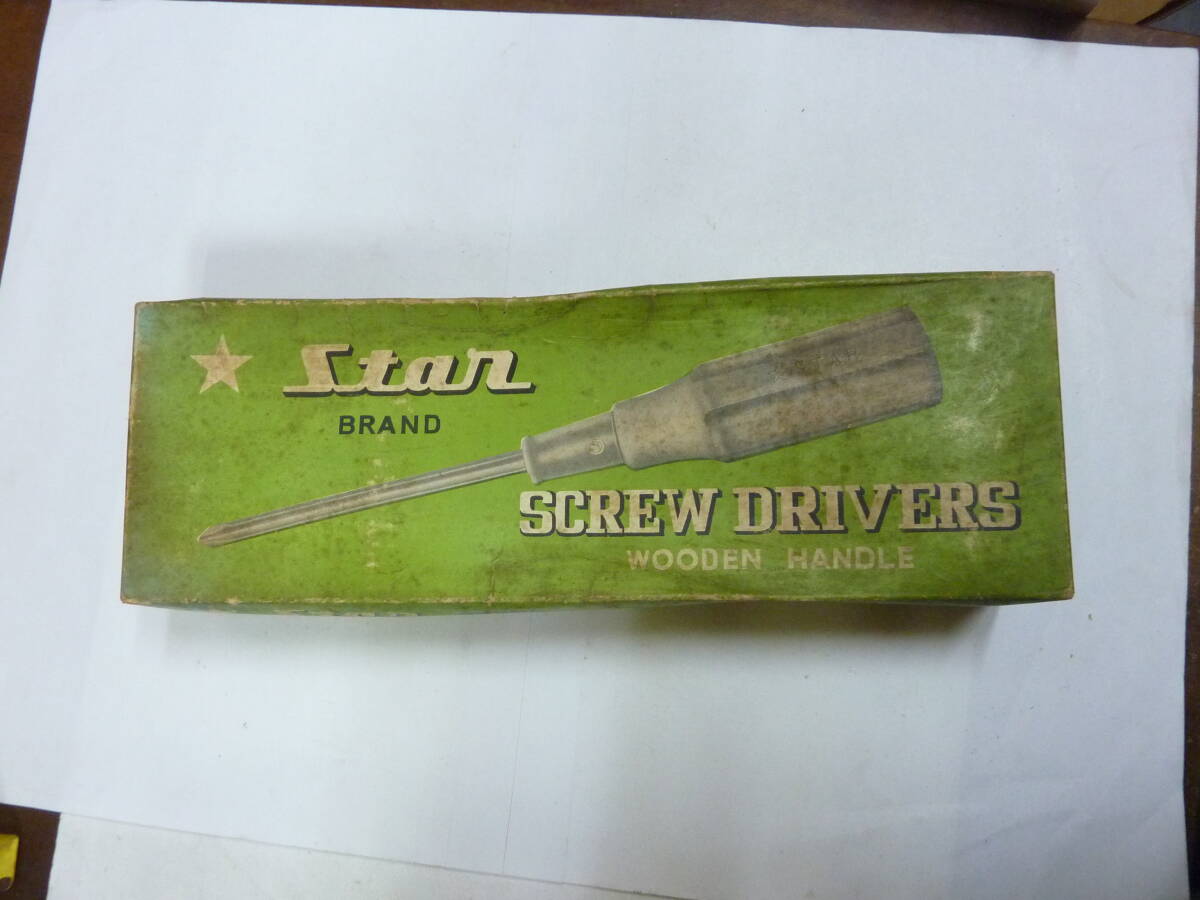 Star
BRAND
SCREW DRIVERS
WOODEN HANDLE